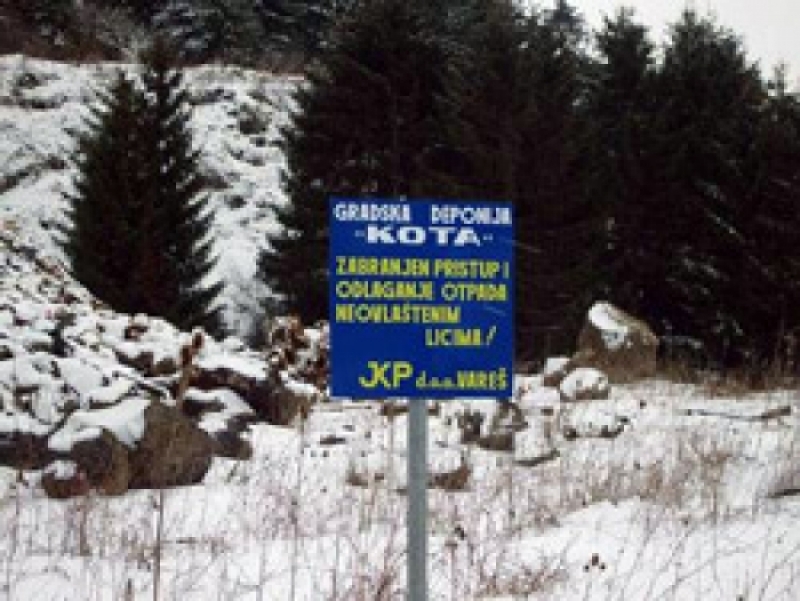 GRADSKA DEPONIJA
-KOTA-
ZABRANJEN PRISTUP I
ODLAGANJE OTPADA
NEOVLAŠTENIM
LICIMA!
JKP d.o.o. VAREŠ